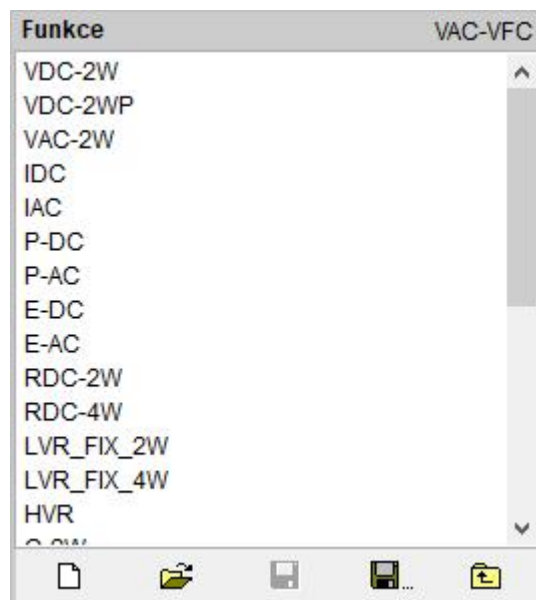 Funkce VAC-VFC
VDC-2W
VDC-2WP
VAC-2W
IDC
IAC
P-DC
P-AC
E-DC
E-AC
RDC-2W
RDC-4W
LVR_FIX_2W
LVR_FIX_4W
HVR
...